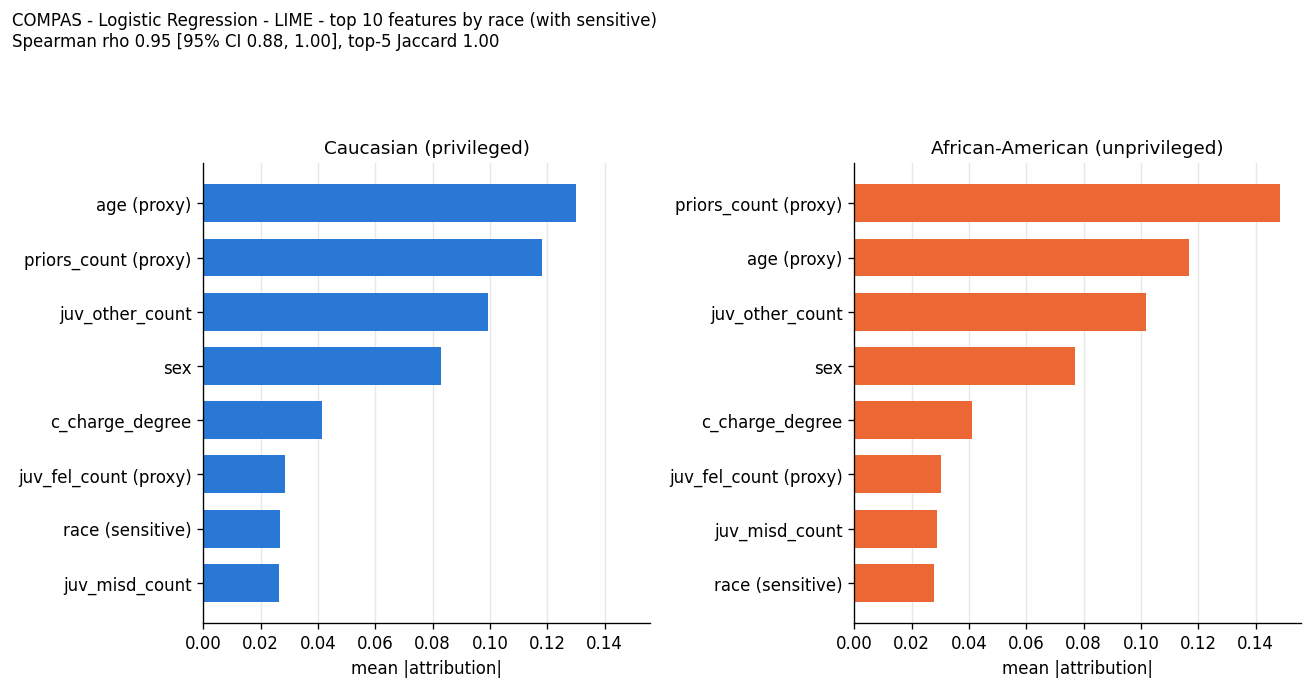 COMPAS - Logistic Regression - LIME - top 10 features by race (with sensitive)
Spearman rho 0.95 [95% CI 0.88, 1.00], top-5 Jaccard 1.00
Caucasian (privileged)
age (proxy)
priors_count (proxy)
juv_other_count
sex
c_charge_degree
juv_fel_count (proxy)
race (sensitive)
juv_misd_count
0.00 0.02 0.04 0.06 0.08 0.10 0.12 0.14
mean |attribution|
African-American (unprivileged)
priors_count (proxy)
age (proxy)
juv_other_count
sex
c_charge_degree
juv_fel_count (proxy)
juv_misd_count
race (sensitive)
0.00 0.02 0.04 0.06 0.08 0.10 0.12 0.14
mean |attribution|